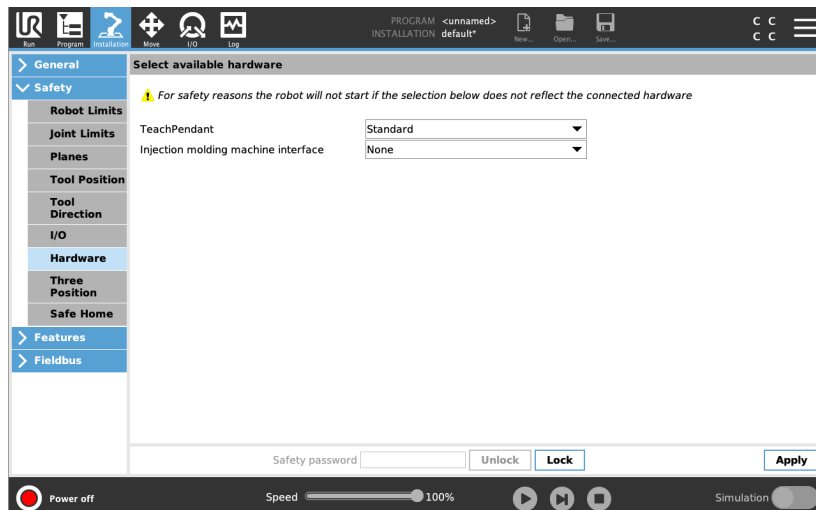 UR
PROGRAM <unnamed>
INSTALLATION default*
C C
C C
Run Program Installation Move I/O Log New... Open... Save...
General
Safety
Robot Limits
Joint Limits
Planes
Tool Position
Tool
Direction
I/O
Hardware
Three
Position
Safe Home
Features
Fieldbus
Select available hardware
For safety reasons the robot will not start if the selection below does not reflect the connected hardware
TeachPendant Standard
Injection molding machine interface None
Safety password Unlock Lock Apply
Power off Speed 100% Simulation